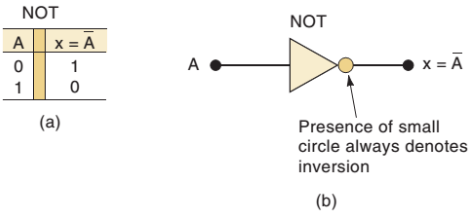 NOT
A x = A̅
0 1
1 0
(a)
NOT
A
x = A̅
Presence of small
circle always denotes
inversion
(b)